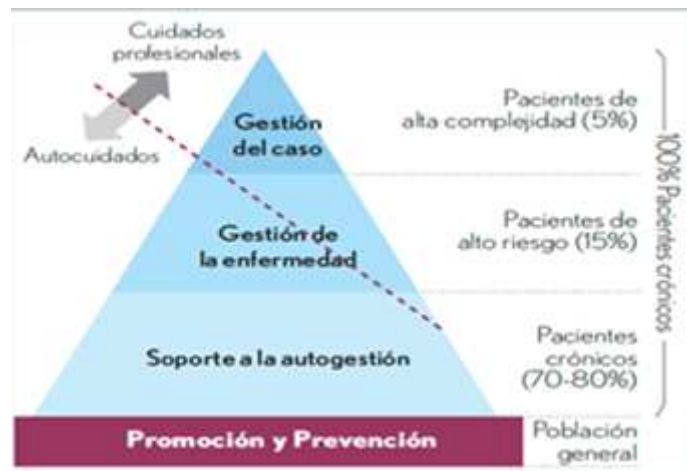 Cuidados
profesionales
Autocuidados
Gestión
del caso
Pacientes de
alta complejidad (5%)
Gestión de
la enfermedad
Pacientes de
alto riesgo (15%)
Soporte a la autogestión
Pacientes
crónicos
(70-80%)
100% Pacientes crónicos
Promoción y Prevención
Población
general